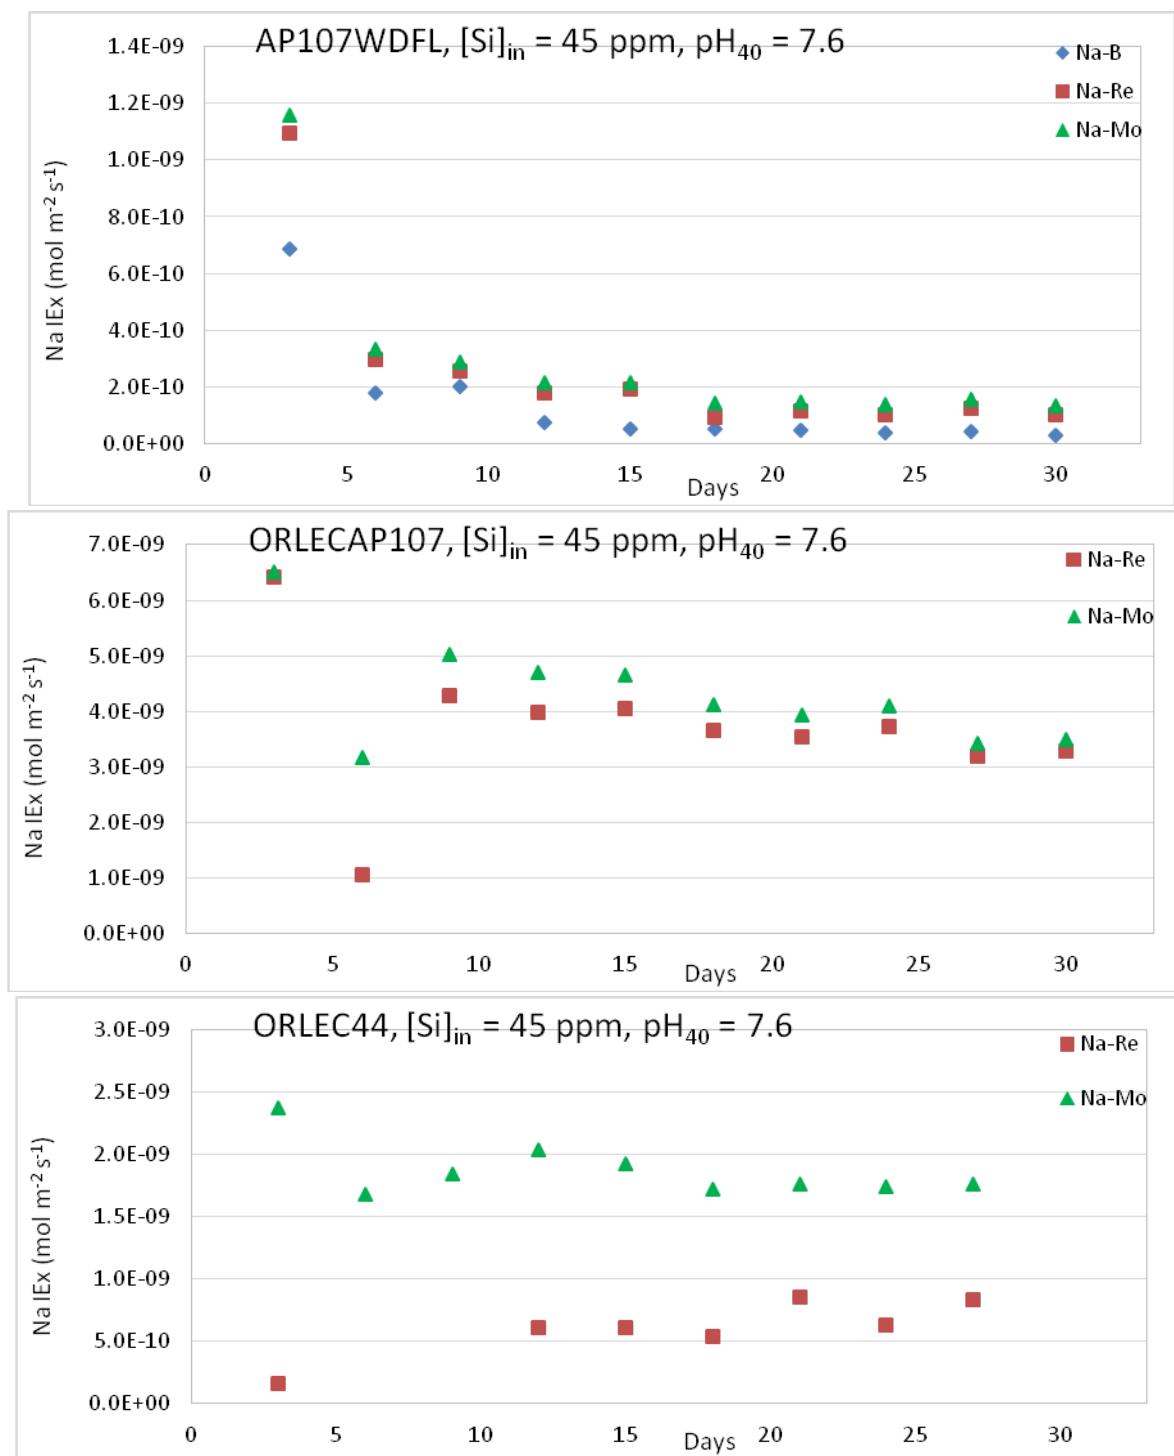 AP107WDFL, [Si]in = 45 ppm, pH40 = 7.6
Na-B
Na-Re
Na-Mo
Na IEx (mol m-2 s-1)
1.4E-09
1.2E-09
1.0E-09
8.0E-10
6.0E-10
4.0E-10
2.0E-10
0.0E+00
0 5 10 15 20 25 30
Days
ORLECAP107, [Si]in = 45 ppm, pH40 = 7.6
Na-Re
Na-Mo
Na IEx (mol m-2 s-1)
7.0E-09
6.0E-09
5.0E-09
4.0E-09
3.0E-09
2.0E-09
1.0E-09
0.0E+00
0 5 10 15 20 25 30
Days
ORLEC44, [Si]in = 45 ppm, pH40 = 7.6
Na-Re
Na-Mo
Na IEx (mol m-2 s-1)
3.0E-09
2.5E-09
2.0E-09
1.5E-09
1.0E-09
5.0E-10
0.0E+00
0 5 10 15 20 25 30
Days